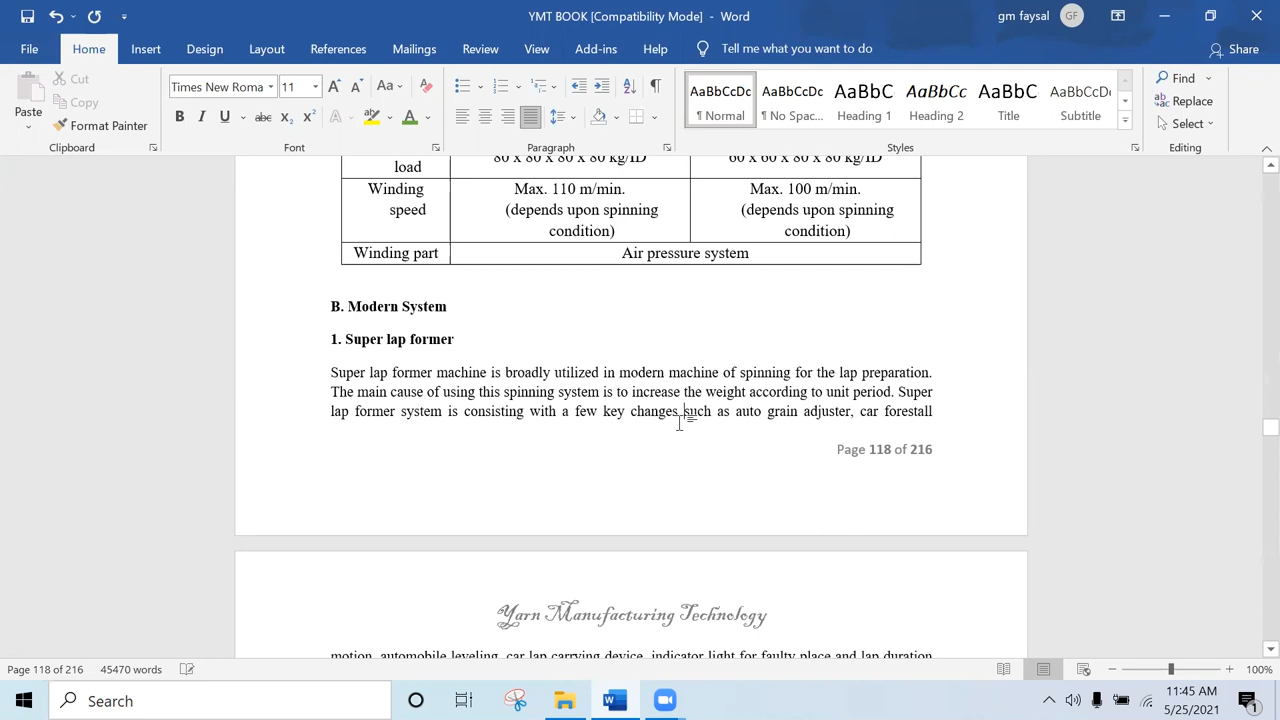 YMT BOOK [Compatibility Mode] - Word
gm faysal GF
File Home Insert Design Layout References Mailings Review View Add-ins Help Tell me what you want to do Share
Paste
Cut
Copy
Format Painter
Clipboard
Times New Roma 11
Font
Paragraph
AaBbCcDc AaBbCcDc AaBbC AaBbCc AaBbC AaBbCcDc
¶ Normal ¶ No Spac... Heading 1 Heading 2 Title Subtitle
Styles
Find
Replace
Select
Editing
load 80 x 80 x 80 x 80 kg/ID 60 x 60 x 80 x 80 kg/ID
Winding Max. 110 m/min. Max. 100 m/min.
speed (depends upon spinning (depends upon spinning
condition) condition)
Winding part Air pressure system
B. Modern System
1. Super lap former
Super lap former machine is broadly utilized in modern machine of spinning for the lap preparation.
The main cause of using this spinning system is to increase the weight according to unit period. Super
lap former system is consisting with a few key changes such as auto grain adjuster, car forestall
Page 118 of 216
Yarn Manufacturing Technology
motion, automobile leveling, car lap carrying device, indicator light for faulty place and lap duration
Page 118 of 216 45470 words 100%
Search 11:45 AM
5/25/2021